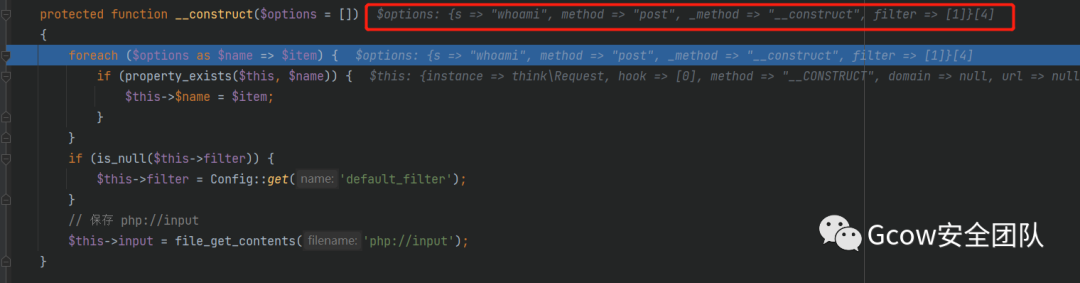 protected function __construct($options = []) $options: {s => "whoami", method => "post", _method => "__construct", filter => [1]}[4]
{
foreach ($options as $name => $item) { $options: {s => "whoami", method => "post", _method => "__construct", filter => [1]}[4]
if (property_exists($this, $name)) { $this: {instance => think\Request, hook => [0], method => "__CONSTRUCT", domain => null, url => null
$this->$name = $item;
}
}
if (is_null($this->filter)) {
$this->filter = Config::get( name: 'default_filter');
}
// 保存 php://input
$this->input = file_get_contents( filename: 'php://input');
}
Gcow安全团队